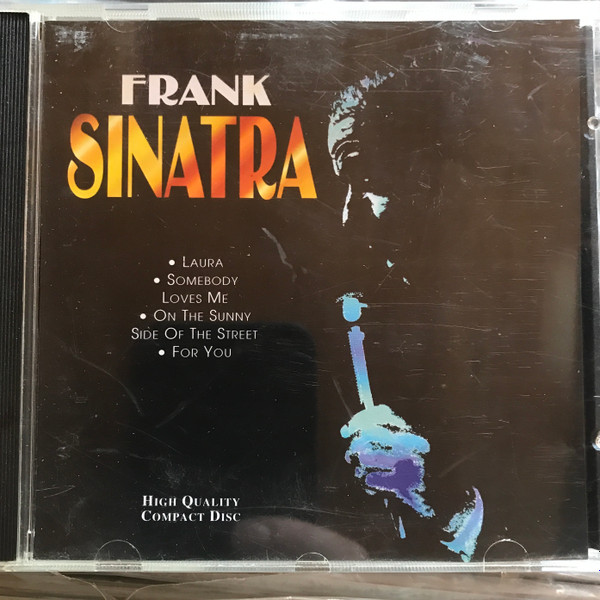 FRANK
SINATRA
• LAURA
• SOMEBODY
LOVES ME
• ON THE SUNNY
SIDE OF THE STREET
• FOR YOU
HIGH QUALITY
COMPACT DISC